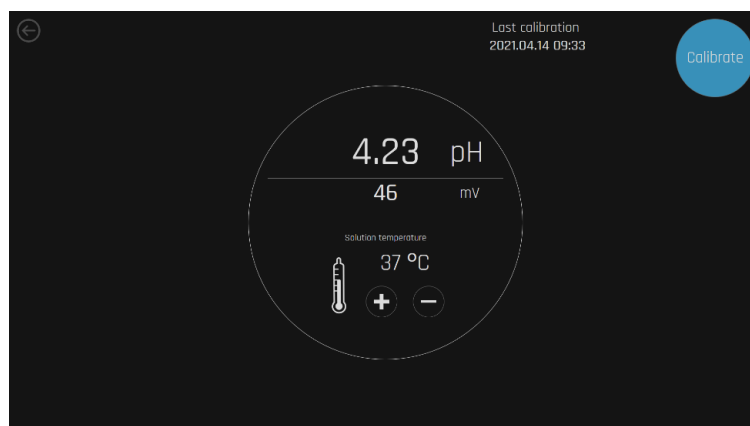 Last calibration
2021.04.14 09:33
Calibrate
4.23 pH
46 mV
Solution temperature
37 °C